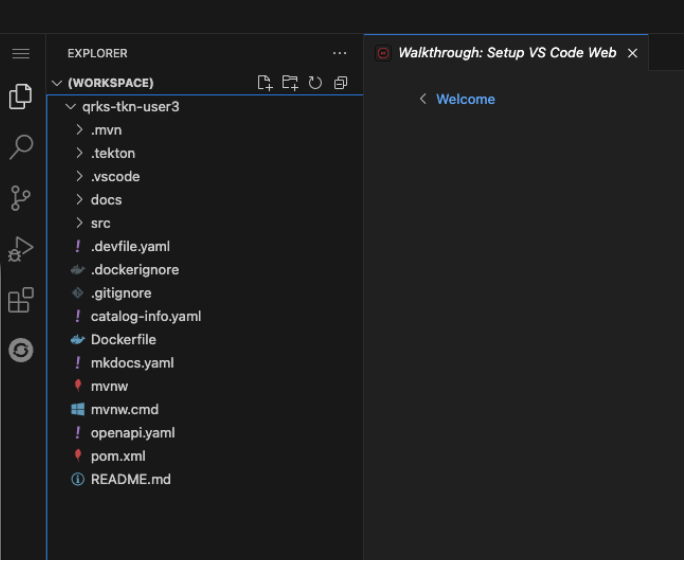 EXPLORER
Walkthrough: Setup VS Code Web
(WORKSPACE)
Welcome
qrks-tkn-user3
.mvn
.tekton
.vscode
docs
src
.devfile.yaml
.dockerignore
.gitignore
catalog-info.yaml
Dockerfile
mkdocs.yaml
mvnw
mvnw.cmd
openapi.yaml
pom.xml
README.md